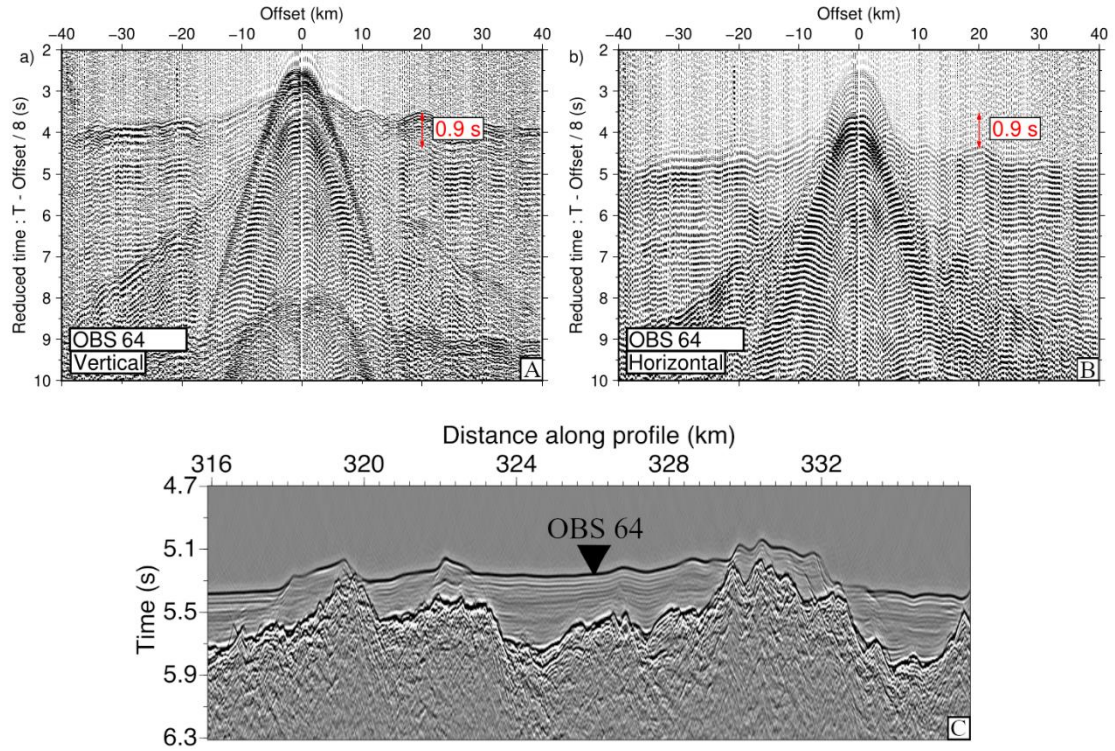 Offset (km)
−40 −30 −20 −10 0 10 20 30 40
a)
2
3
4
5
6
7
8
9
10
Reduced time : T - Offset / 8 (s)
0.9 s
OBS 64
Vertical
A
Offset (km)
−40 −30 −20 −10 0 10 20 30 40
b)
2
3
4
5
6
7
8
9
10
Reduced time : T - Offset / 8 (s)
0.9 s
OBS 64
Horizontal
B
Distance along profile (km)
316 320 324 328 332
4.7
5.1
5.5
5.9
6.3
Time (s)
OBS 64
C